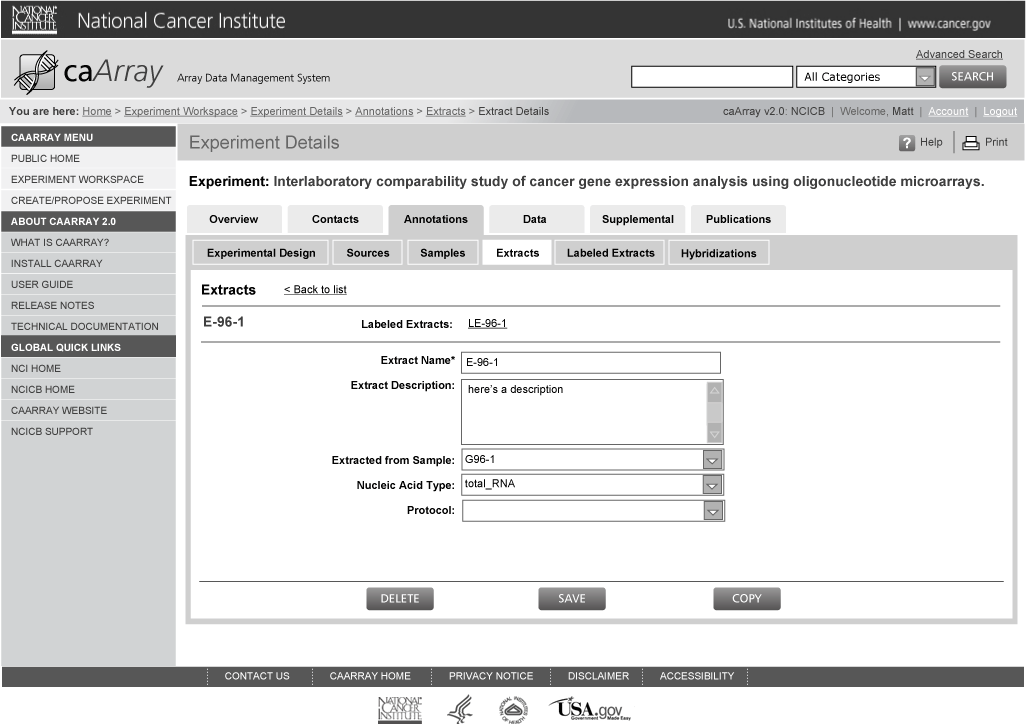 NATIONAL
CANCER
INSTITUTE
National Cancer Institute
U.S. National Institutes of Health | www.cancer.gov
caArray Array Data Management System
Advanced Search
All Categories
SEARCH
You are here: Home > Experiment Workspace > Experiment Details > Annotations > Extracts > Extract Details
caArray v2.0: NCICB | Welcome, Matt | Account | Logout
CAARRAY MENU
PUBLIC HOME
EXPERIMENT WORKSPACE
CREATE/PROPOSE EXPERIMENT
ABOUT CAARRAY 2.0
WHAT IS CAARRAY?
INSTALL CAARRAY
USER GUIDE
RELEASE NOTES
TECHNICAL DOCUMENTATION
GLOBAL QUICK LINKS
NCI HOME
NCICB HOME
CAARRAY WEBSITE
NCICB SUPPORT
Experiment Details
? Help
Print
Experiment: Interlaboratory comparability study of cancer gene expression analysis using oligonucleotide microarrays.
Overview Contacts Annotations Data Supplemental Publications
Experimental Design Sources Samples Extracts Labeled Extracts Hybridizations
Extracts < Back to list
E-96-1 Labeled Extracts: LE-96-1
Extract Name* E-96-1
Extract Description: here's a description
Extracted from Sample: G96-1
Nucleic Acid Type: total_RNA
Protocol:
DELETE SAVE COPY
CONTACT US CAARRAY HOME PRIVACY NOTICE DISCLAIMER ACCESSIBILITY
NATIONAL
CANCER
INSTITUTE
USA.gov
Government Made Easy